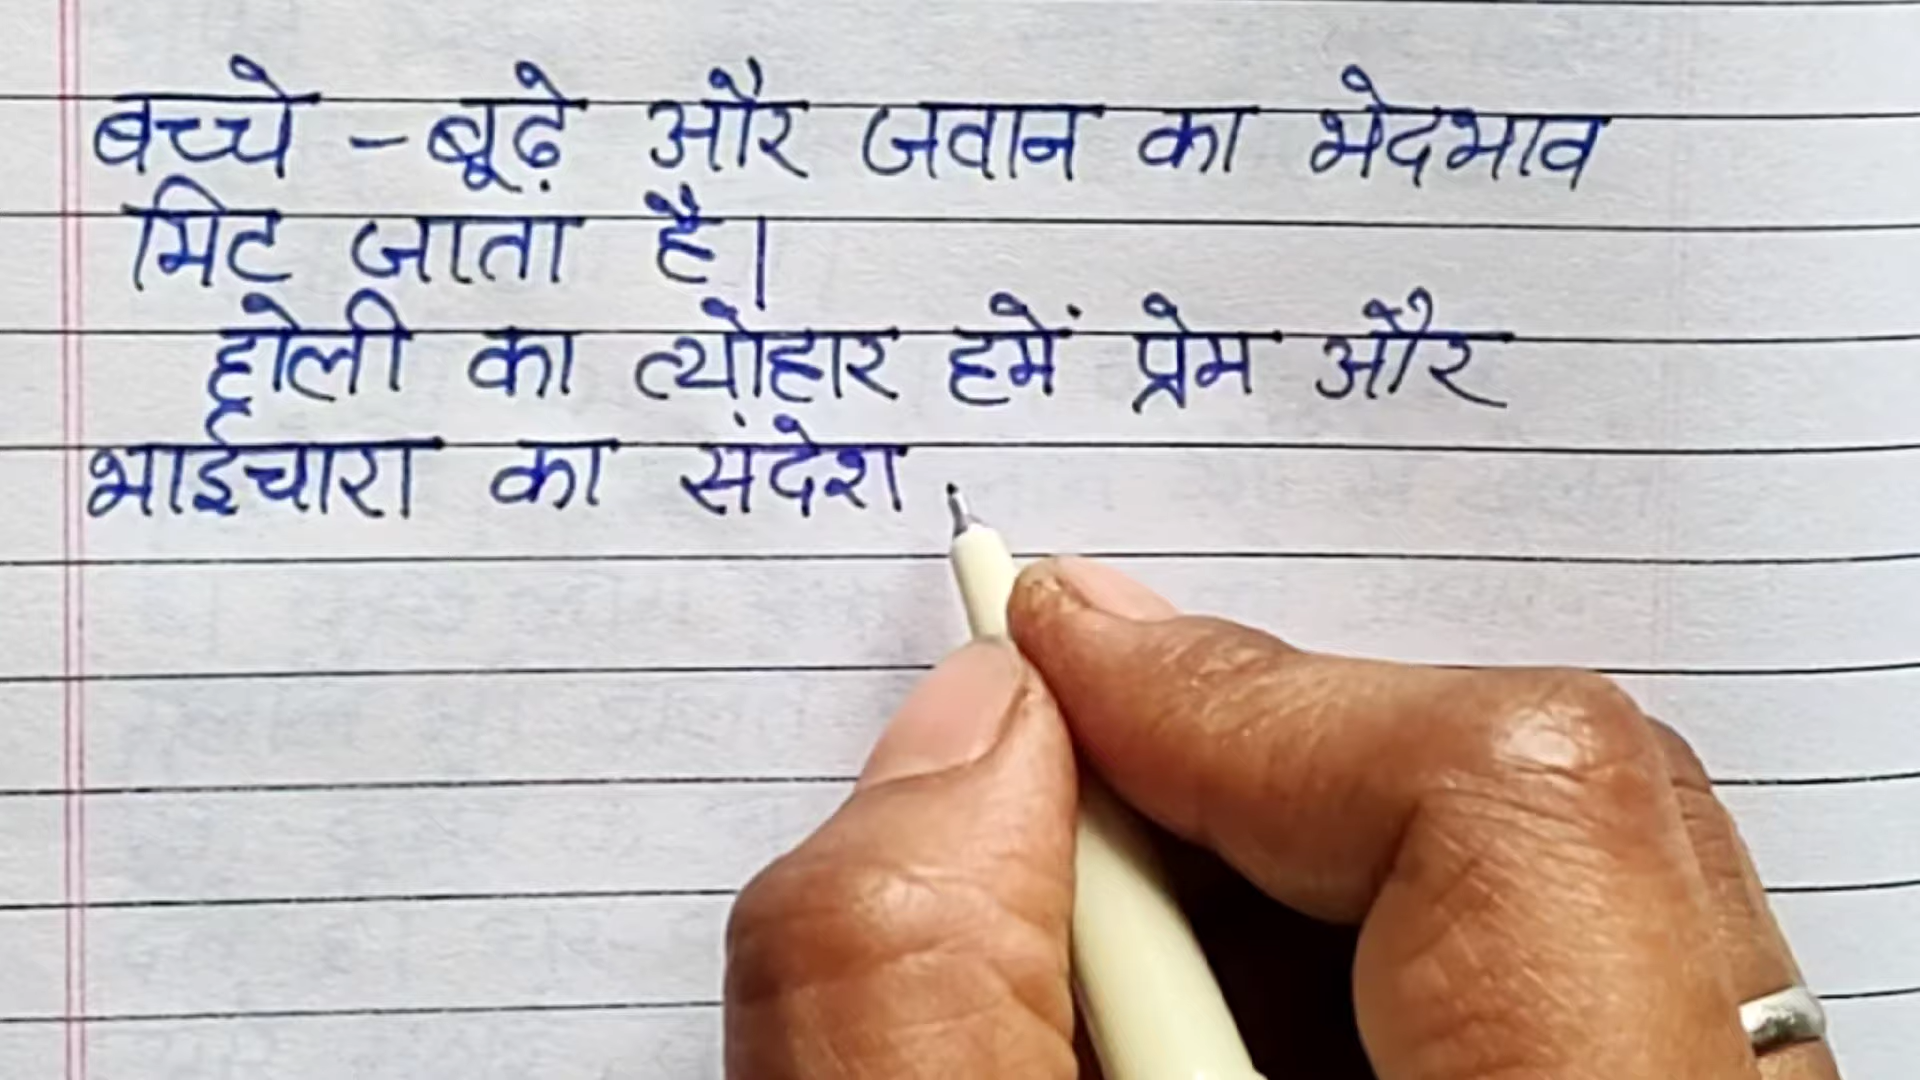 बच्चे - बूढ़े और जवान का भेदभाव
मिट जाता है।
होली का त्योहार हमें प्रेम और
भाईचारा का संदेश